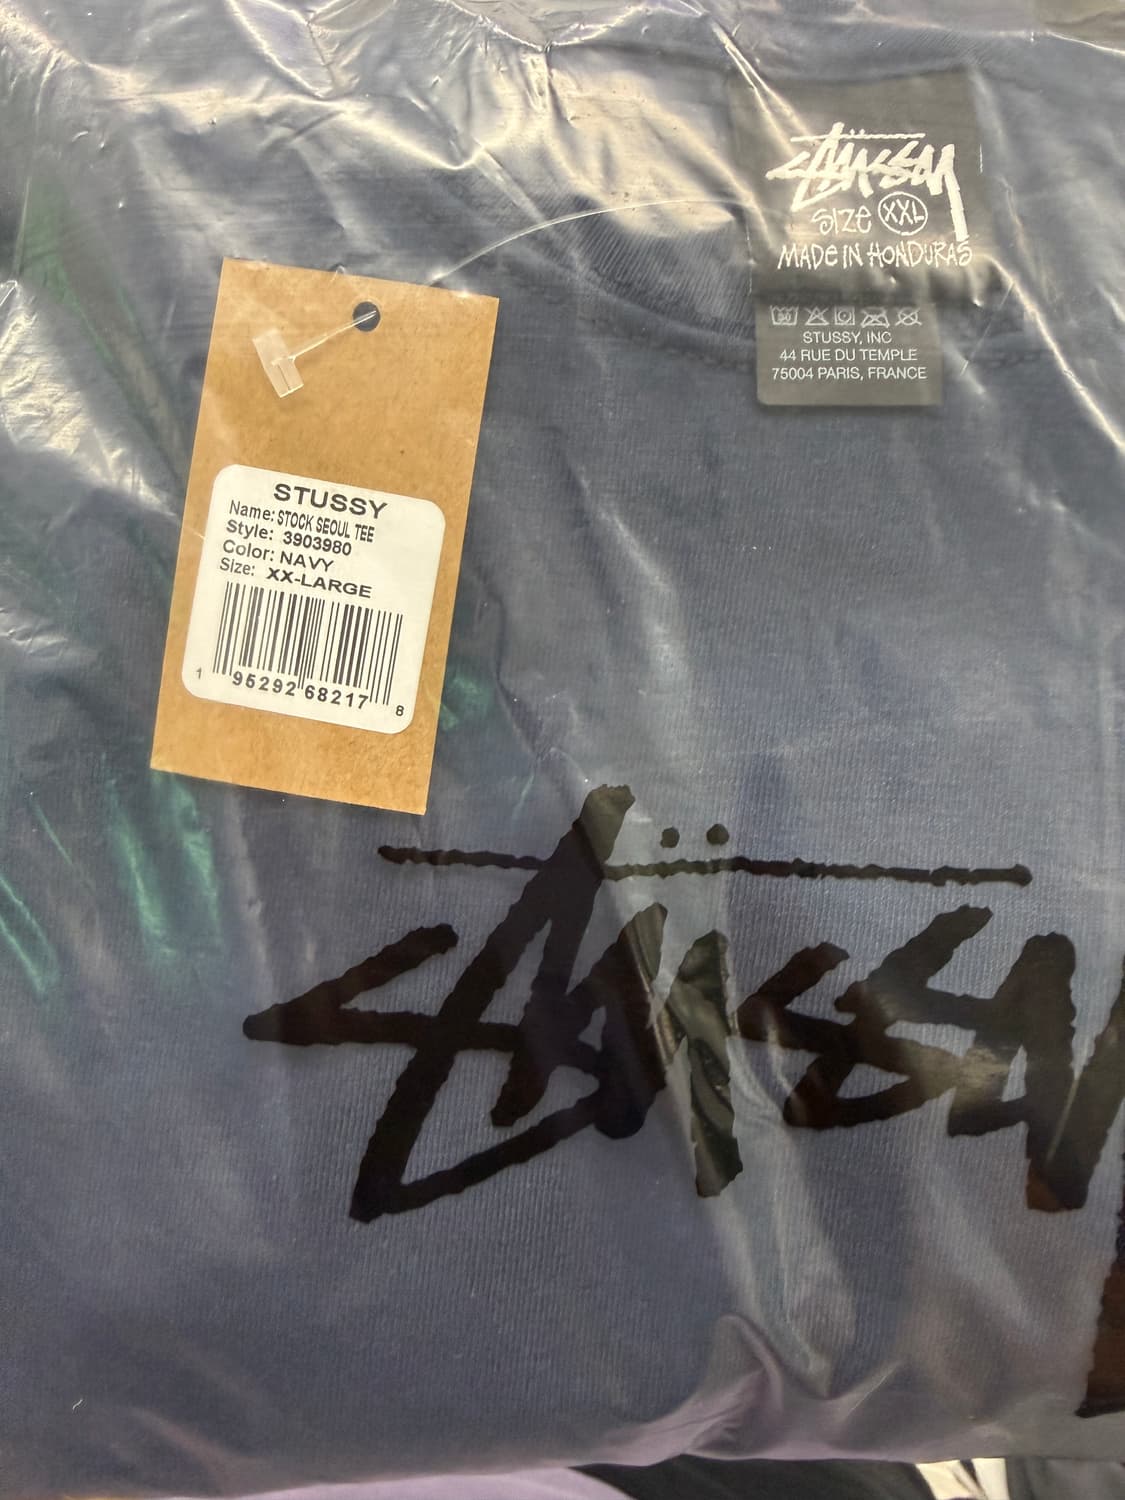 STÜSSY
SIZE XXL
MADE IN HONDURAS
STUSSY, INC
44 RUE DU TEMPLE
75004 PARIS, FRANCE
STUSSY
Name: STOCK SEOUL TEE
Style: 3903980
Color: NAVY
Size: XX-LARGE
1 95292 68217 8
STÜSSY